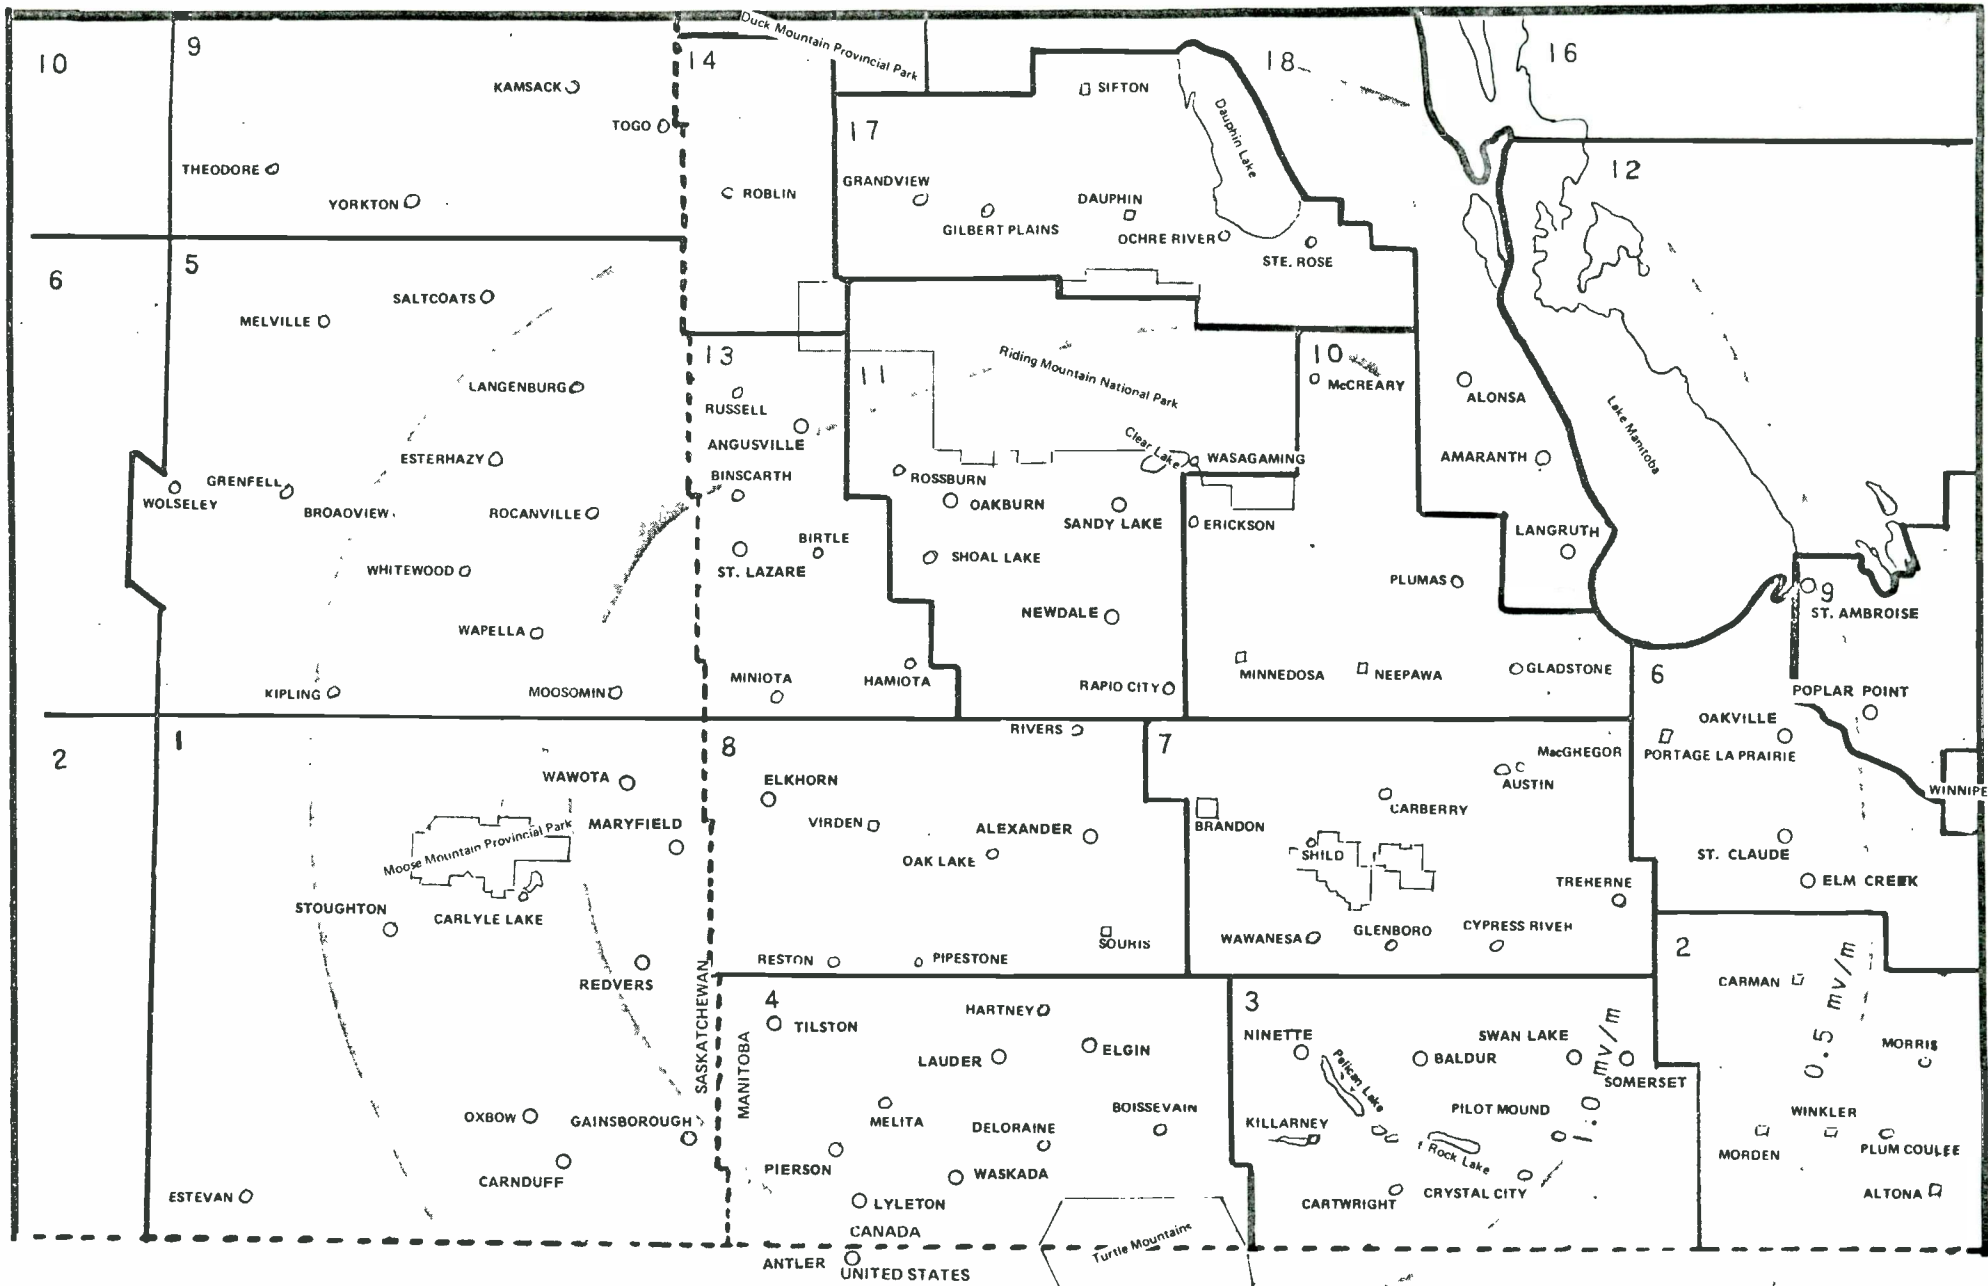 Duck Mountain Provincial Park
10
9
14
18
16
KAMSACK
SIFTON
TOGO
17
Dauphin Lake
12
THEODORE
GRANDVIEW
ROBLIN
YORKTON
DAUPHIN
GILBERT PLAINS
OCHRE RIVER
STE. ROSE
6
5
SALTCOATS
MELVILLE
13
11
Riding Mountain National Park
10
McCREARY
LANGENBURG
ALONSA
Lake Manitoba
RUSSELL
ANGUSVILLE
Clear Lake
ESTERHAZY
WASAGAMING
AMARANTH
BINSCARTH
ROSSBURN
GRENFELL
WOLSELEY
OAKBURN
BROADVIEW
ROCANVILLE
SANDY LAKE
ERICKSON
LANGRUTH
BIRTLE
SHOAL LAKE
WHITEWOOD
ST. LAZARE
PLUMAS
9
ST. AMBROISE
NEWDALE
WAPELLA
MINNEDOSA
NEEPAWA
GLADSTONE
6
KIPLING
MOOSOMIN
MINIOTA
HAMIOTA
RAPIO CITY
POPLAR POINT
OAKVILLE
RIVERS
2
1
8
7
MacGHEGOR
PORTAGE LA PRAIRIE
WAWOTA
ELKHORN
AUSTIN
WINNIPE
CARBERRY
MARYFIELD
VIRDEN
ALEXANDER
BRANDON
Moose Mountain Provincial Park
OAK LAKE
SHILD
ST. CLAUDE
ELM CREEK
TREHERNE
STOUGHTON
CARLYLE LAKE
SOURIS
WAWANESA
GLENBORO
CYPRESS RIVEH
2
RESTON
PIPESTONE
REDVERS
CARMAN
0.5 mv/m
SASKATCHEWAN
MANITOBA
4
TILSTON
HARTNEY
3
NINETTE
SWAN LAKE
1.0 mv/m
MORRIS
LAUDER
ELGIN
Pelican Lake
BALDUR
SOMERSET
OXBOW
GAINSBOROUGH
MELITA
BOISSEVAIN
PILOT MOUND
WINKLER
DELORAINE
KILLARNEY
Rock Lake
MORDEN
PLUM COULEE
PIERSON
WASKADA
CARNDUFF
ESTEVAN
LYLETON
CARTWRIGHT
CRYSTAL CITY
ALTONA
CANADA
Turtle Mountains
ANTLER
UNITED STATES